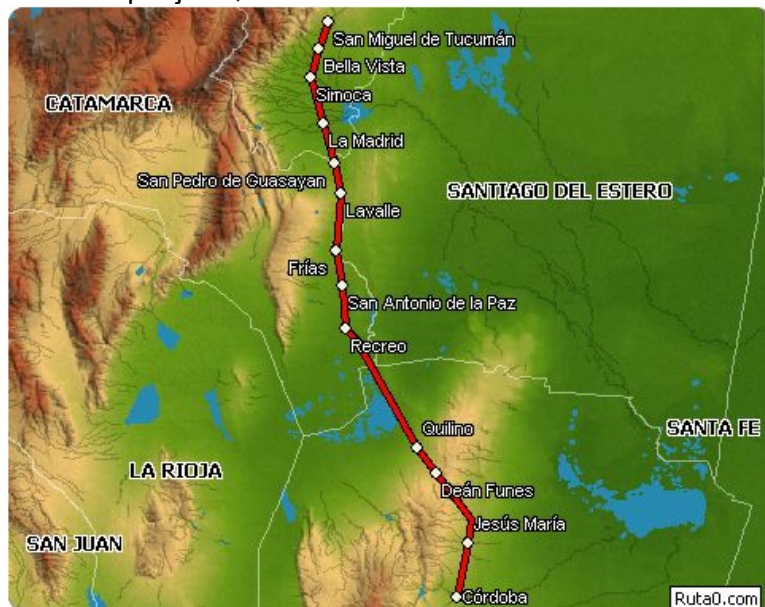 San Miguel de Tucumán
Bella Vista
CATAMARCA
Simoca
La Madrid
San Pedro de Guasayan
SANTIAGO DEL ESTERO
Lavalle
Frías
San Antonio de la Paz
Recreo
Quilino
SANTA FE
LA RIOJA
Deán Funes
Jesús María
SAN JUAN
Córdoba
Ruta0.com